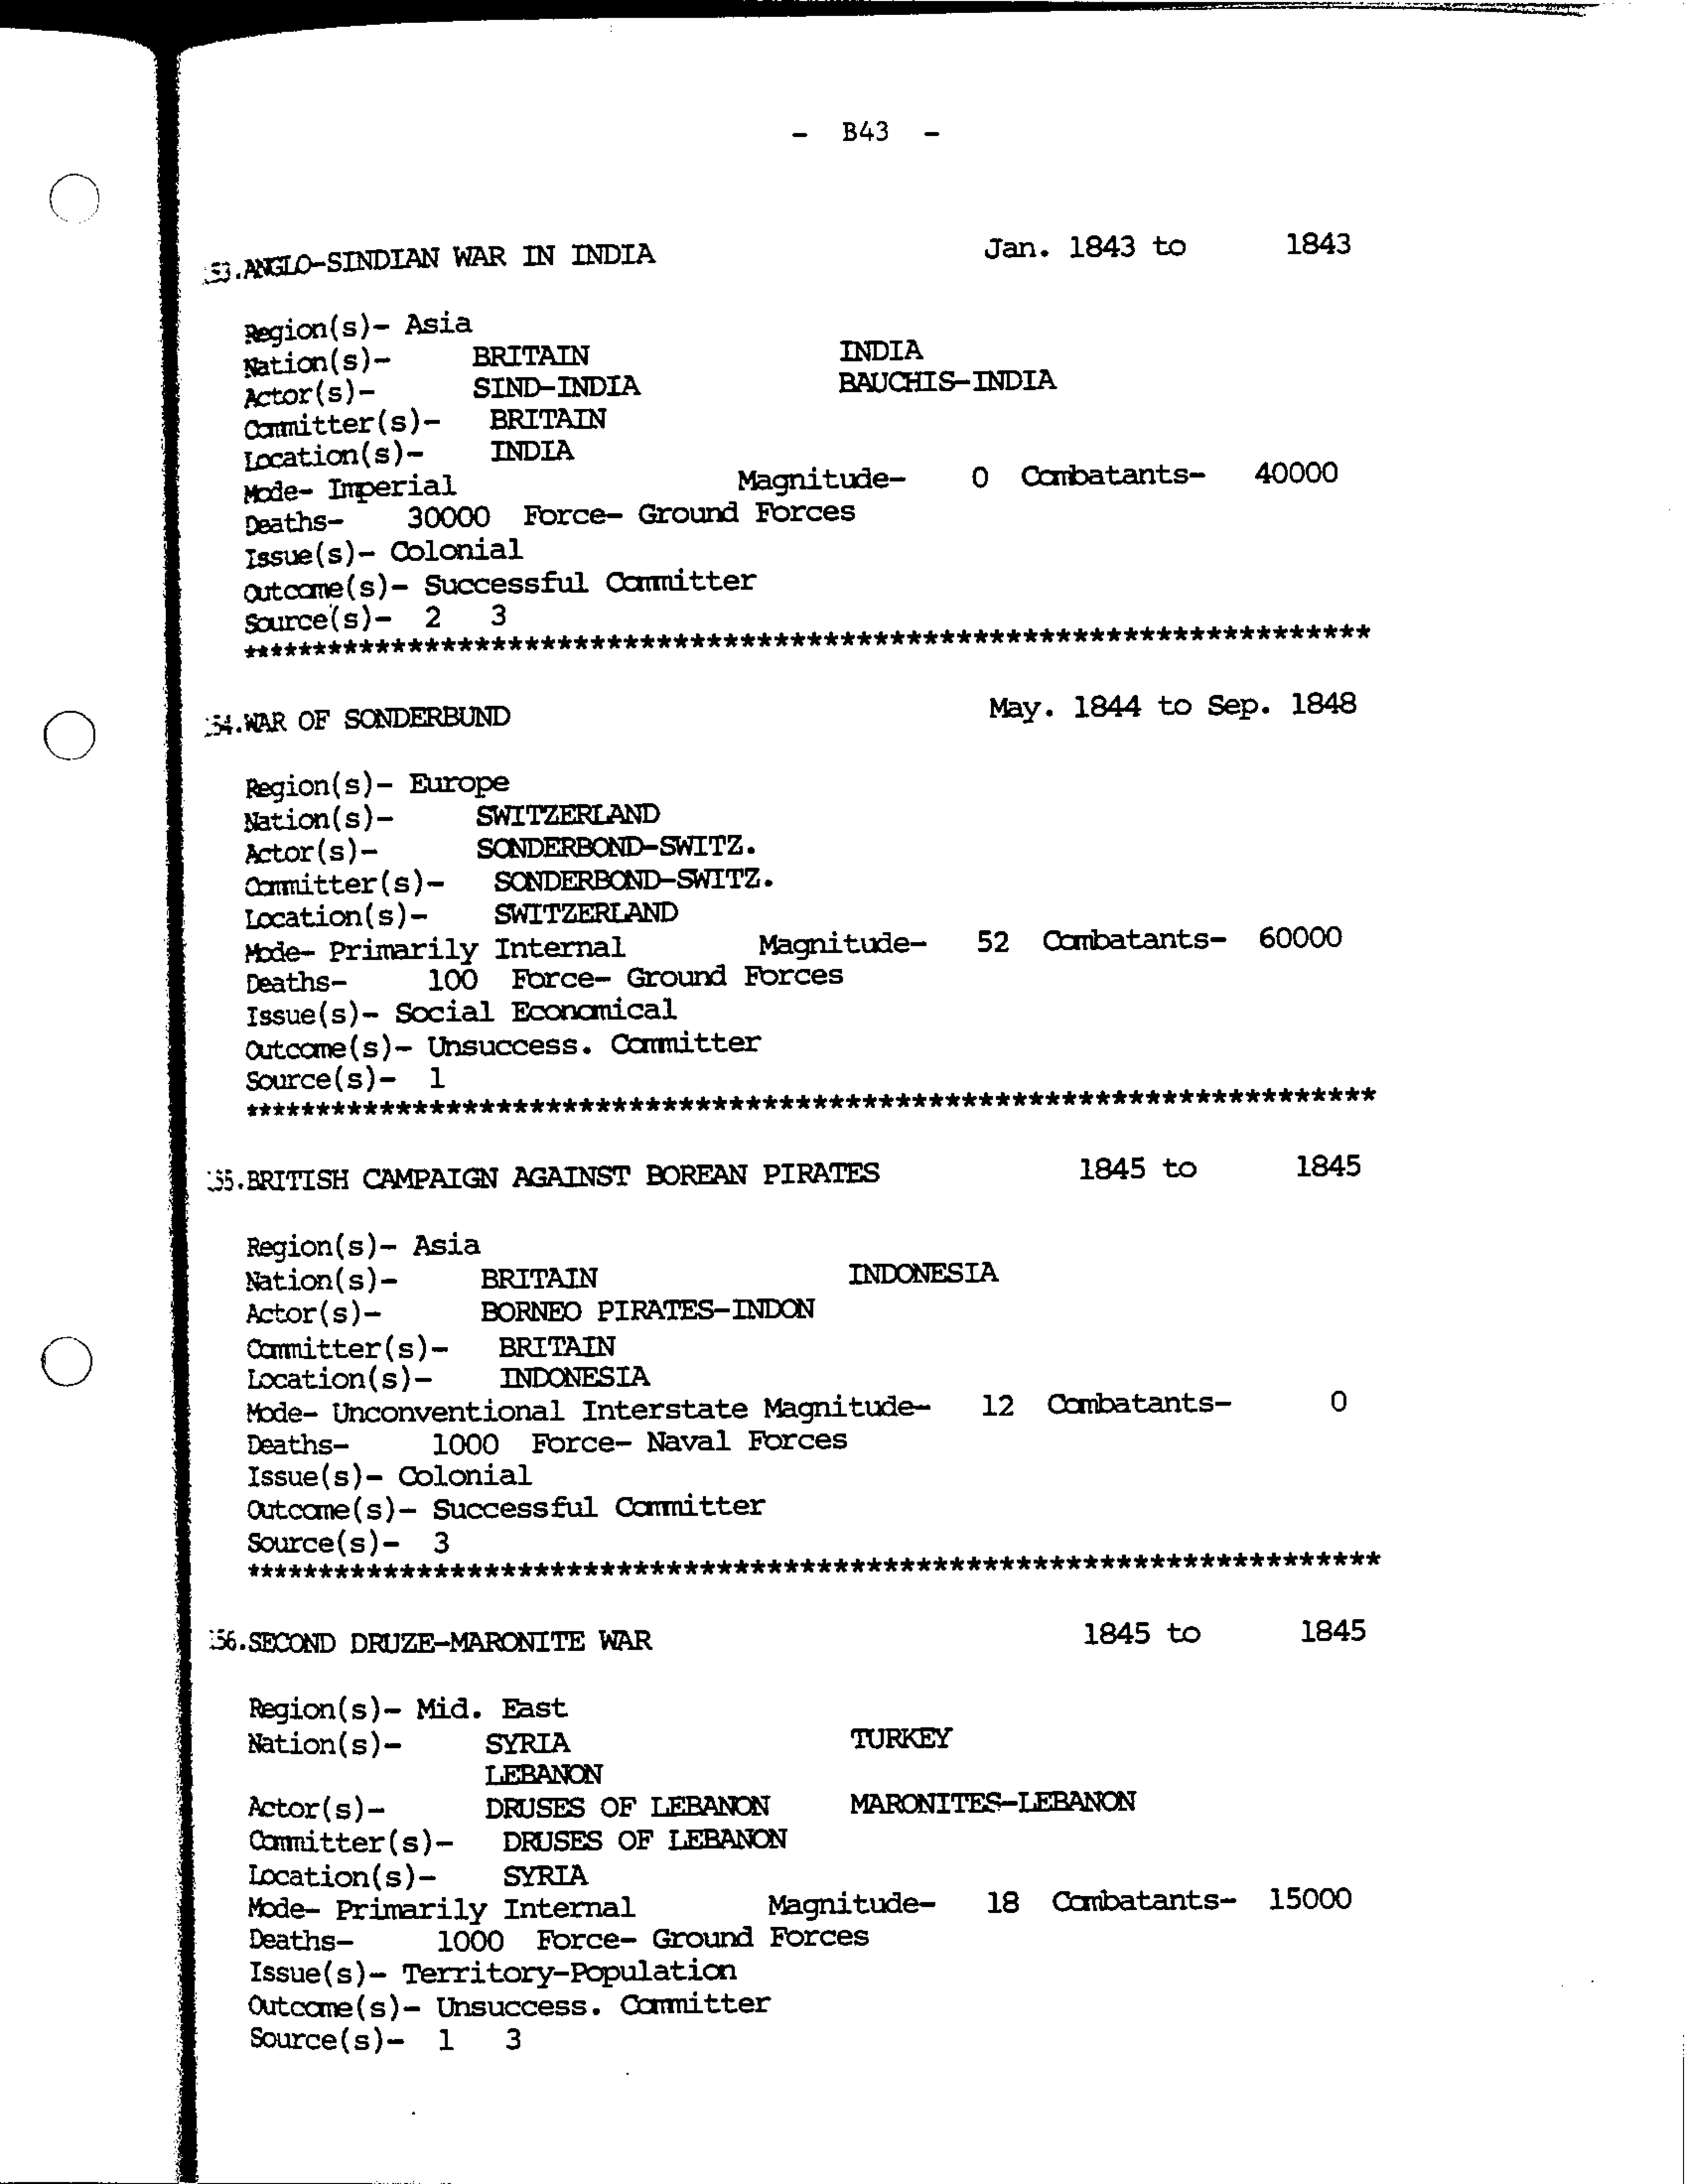 - B43 -
53.ANGLO-SINDIAN WAR IN INDIA Jan. 1843 to 1843
Region(s)- Asia
Nation(s)- BRITAIN INDIA
Actor(s)- SIND-INDIA BAUCHIS-INDIA
Committer(s)- BRITAIN
Location(s)- INDIA
Mode- Imperial Magnitude- 0 Combatants- 40000
Deaths- 30000 Force- Ground Forces
Issue(s)- Colonial
Outcome(s)- Successful Committer
Source(s)- 2 3
********************************************************************
54.WAR OF SONDERBUND May. 1844 to Sep. 1848
Region(s)- Europe
Nation(s)- SWITZERLAND
Actor(s)- SONDERBOND-SWITZ.
Committer(s)- SONDERBOND-SWITZ.
Location(s)- SWITZERLAND
Mode- Primarily Internal Magnitude- 52 Combatants- 60000
Deaths- 100 Force- Ground Forces
Issue(s)- Social Economical
Outcome(s)- Unsuccess. Committer
Source(s)- 1
********************************************************************
55.BRITISH CAMPAIGN AGAINST BOREAN PIRATES 1845 to 1845
Region(s)- Asia
Nation(s)- BRITAIN INDONESIA
Actor(s)- BORNEO PIRATES-INDON
Committer(s)- BRITAIN
Location(s)- INDONESIA
Mode- Unconventional Interstate Magnitude- 12 Combatants- 0
Deaths- 1000 Force- Naval Forces
Issue(s)- Colonial
Outcome(s)- Successful Committer
Source(s)- 3
********************************************************************
56.SECOND DRUZE-MARONITE WAR 1845 to 1845
Region(s)- Mid. East
Nation(s)- SYRIA TURKEY
LEBANON
Actor(s)- DRUSES OF LEBANON MARONITES-LEBANON
Committer(s)- DRUSES OF LEBANON
Location(s)- SYRIA
Mode- Primarily Internal Magnitude- 18 Combatants- 15000
Deaths- 1000 Force- Ground Forces
Issue(s)- Territory-Population
Outcome(s)- Unsuccess. Committer
Source(s)- 1 3